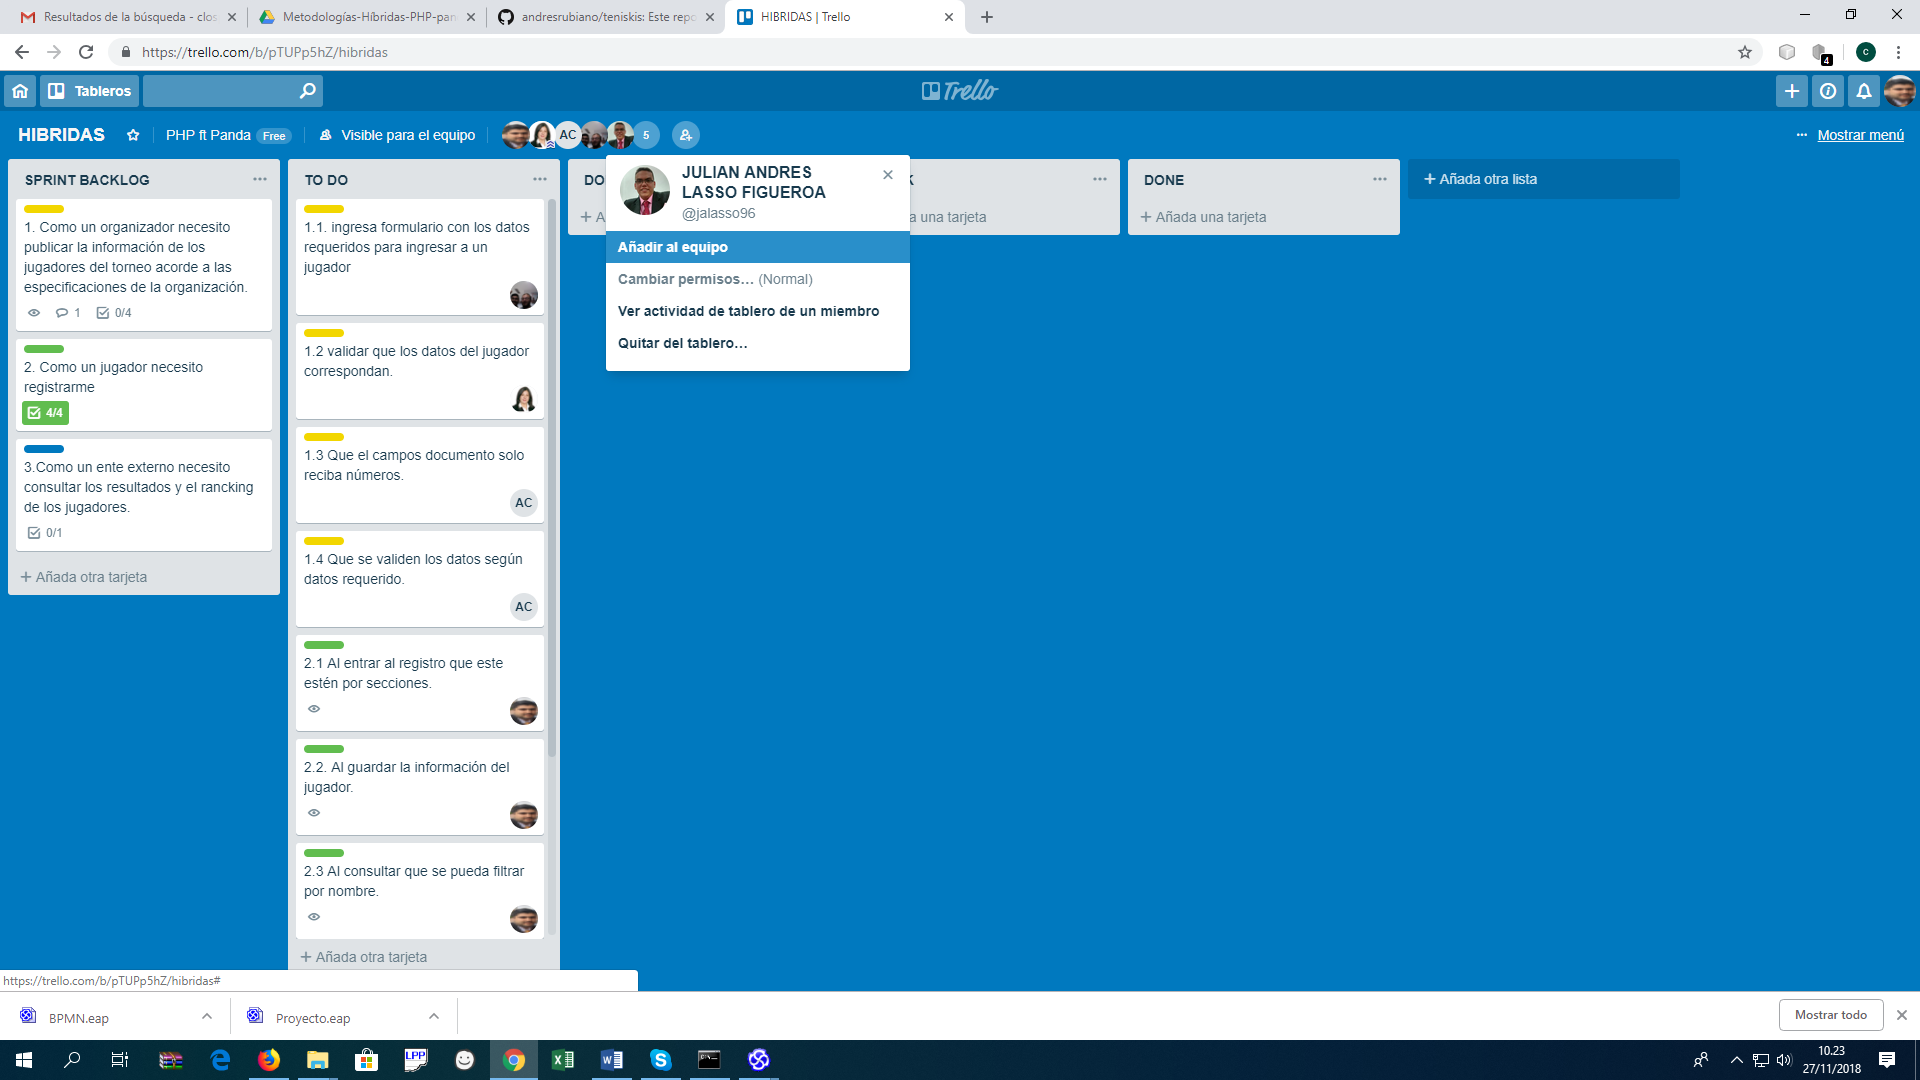 Resultados de la búsqueda - clos
Metodologías-Híbridas-PHP-pan
andresrubiano/teniskis: Este repo
HIBRIDAS | Trello
https://trello.com/b/pTUPp5hZ/hibridas
4
C
Tableros
Trello
HIBRIDAS
PHP ft Panda Free
Visible para el equipo
AC
5
Mostrar menú
SPRINT BACKLOG
1. Como un organizador necesito
publicar la información de los
jugadores del torneo acorde a las
especificaciones de la organización.
1
0/4
2. Como un jugador necesito
registrarme
4/4
3.Como un ente externo necesito
consultar los resultados y el rancking
de los jugadores.
0/1
+ Añada otra tarjeta
TO DO
1.1. ingresa formulario con los datos
requeridos para ingresar a un
jugador
1.2 validar que los datos del jugador
correspondan.
1.3 Que el campos documento solo
reciba números.
AC
1.4 Que se validen los datos según
datos requerido.
AC
2.1 Al entrar al registro que este
estén por secciones.
2.2. Al guardar la información del
jugador.
2.3 Al consultar que se pueda filtrar
por nombre.
+ Añada otra tarjeta
DO
+ A
JULIAN ANDRES
LASSO FIGUEROA
@jalasso96
Añadir al equipo
Cambiar permisos… (Normal)
Ver actividad de tablero de un miembro
Quitar del tablero…
K
a una tarjeta
DONE
+ Añada una tarjeta
+ Añada otra lista
https://trello.com/b/pTUPp5hZ/hibridas#
BPMN.eap
Proyecto.eap
Mostrar todo
LPP
10.23
27/11/2018